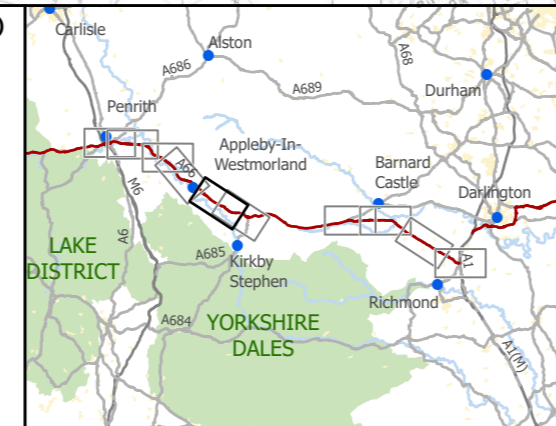 )
Carlisle
Alston
A686
A689
A68
Durham
Penrith
Appleby-In-
Westmorland
A66
Barnard
Castle
Darlington
M6
A6
LAKE
DISTRICT
A685
Kirkby
Stephen
A1
Richmond
A684
YORKSHIRE
DALES
A1(M)